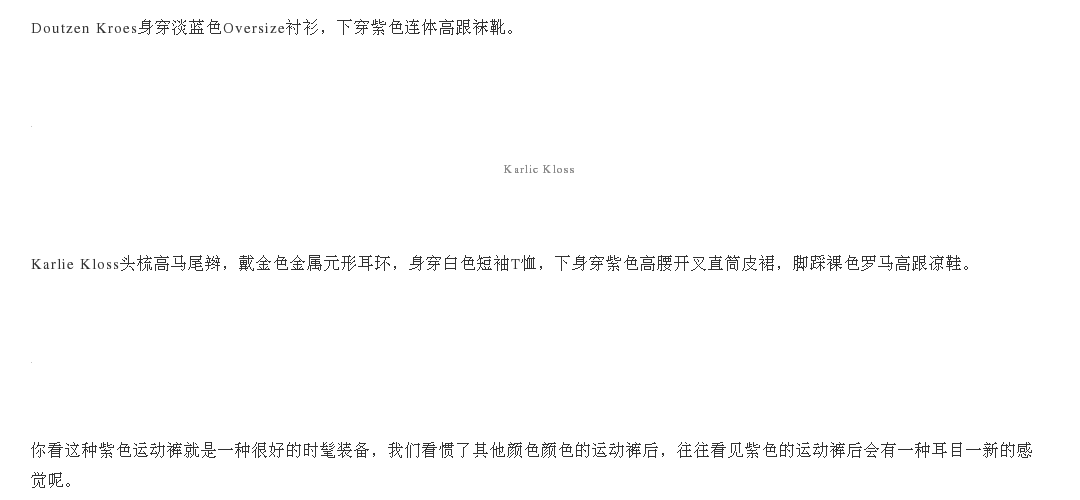 Doutzen Kroes身穿淡蓝色Oversize衬衫，下穿紫色连体高跟袜靴。
Karlie Kloss
Karlie Kloss头梳高马尾辫，戴金色金属元形耳环，身穿白色短袖T恤，下身穿紫色高腰开叉直筒皮裙，脚踩裸色罗马高跟凉鞋。
你看这种紫色运动裤就是一种很好的时髦装备，我们看惯了其他颜色颜色的运动裤后，往往看见紫色的运动裤后会有一种耳目一新的感
觉呢。